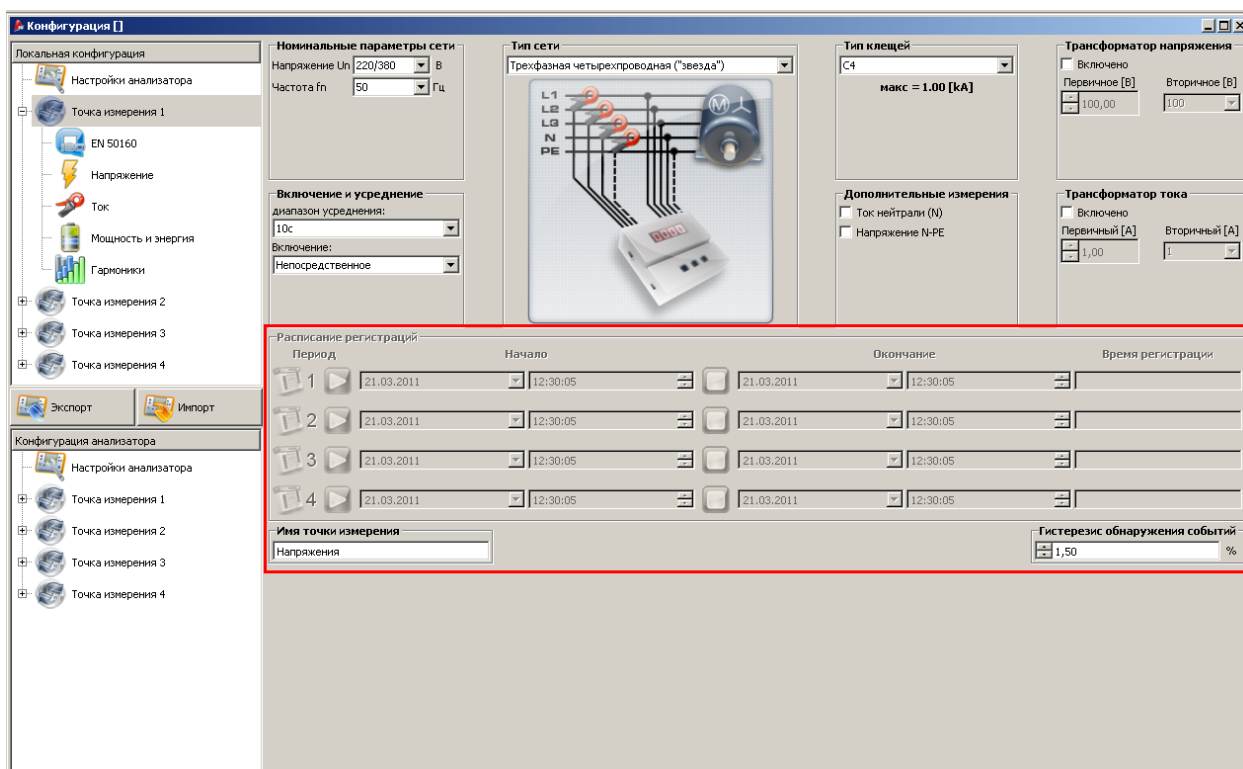 Конфигурация []
Локальная конфигурация
Настройки анализатора
Точка измерения 1
EN 50160
Напряжение
Ток
Мощность и энергия
Гармоники
Точка измерения 2
Точка измерения 3
Точка измерения 4
Экспорт
Импорт
Конфигурация анализатора
Настройки анализатора
Точка измерения 1
Точка измерения 2
Точка измерения 3
Точка измерения 4
Номинальные параметры сети
Напряжение Un 220/380 В
Частота fn 50 Гц
Включение и усреднение
диапазон усреднения:
10с
Включение:
Непосредственное
Тип сети
Трехфазная четырехпроводная ("звезда")
L1
L2
L3
N
PE
M
Тип клещей
C4
макс = 1.00 [kA]
Дополнительные измерения
Ток нейтрали (N)
Напряжение N-PE
Трансформатор напряжения
Включено
Первичное [В] Вторичное [В]
100,00 100
Трансформатор тока
Включено
Первичный [А] Вторичный [А]
1,00 1
Расписание регистраций
Период Начало Окончание Время регистрации
1 21.03.2011 12:30:05 21.03.2011 12:30:05
2 21.03.2011 12:30:05 21.03.2011 12:30:05
3 21.03.2011 12:30:05 21.03.2011 12:30:05
4 21.03.2011 12:30:05 21.03.2011 12:30:05
Имя точки измерения
Напряжения
Гистерезис обнаружения событий
1,50 %